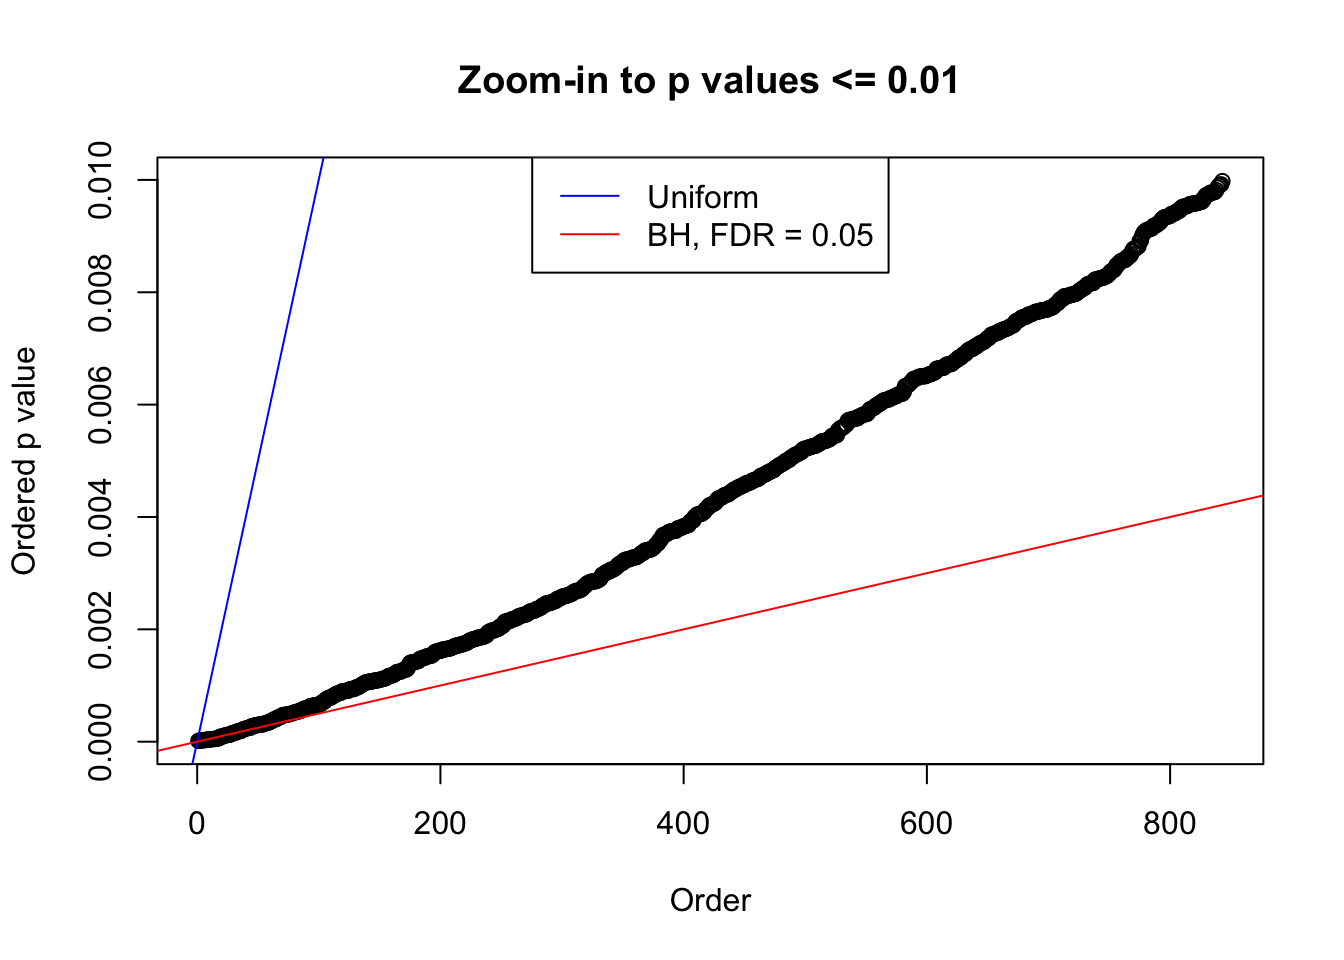 Zoom-in to p values <= 0.01
Uniform
BH, FDR = 0.05
Ordered p value
0.010
0.008
0.006
0.004
0.002
0.000
0 200 400 600 800
Order